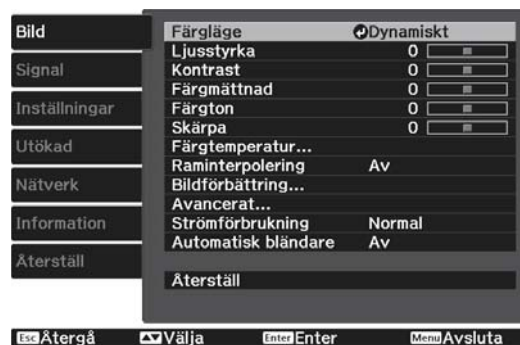 Bild
Signal
Inställningar
Utökad
Nätverk
Information
Återställ
Färgläge Dynamiskt
Ljusstyrka 0
Kontrast 0
Färgmättnad 0
Färgton 0
Skärpa 0
Färgtemperatur...
Raminterpolering Av
Bildförbättring...
Avancerat...
Strömförbrukning Normal
Automatisk bländare Av
Återställ
Esc Återgå Välja Enter Enter Menu Avsluta